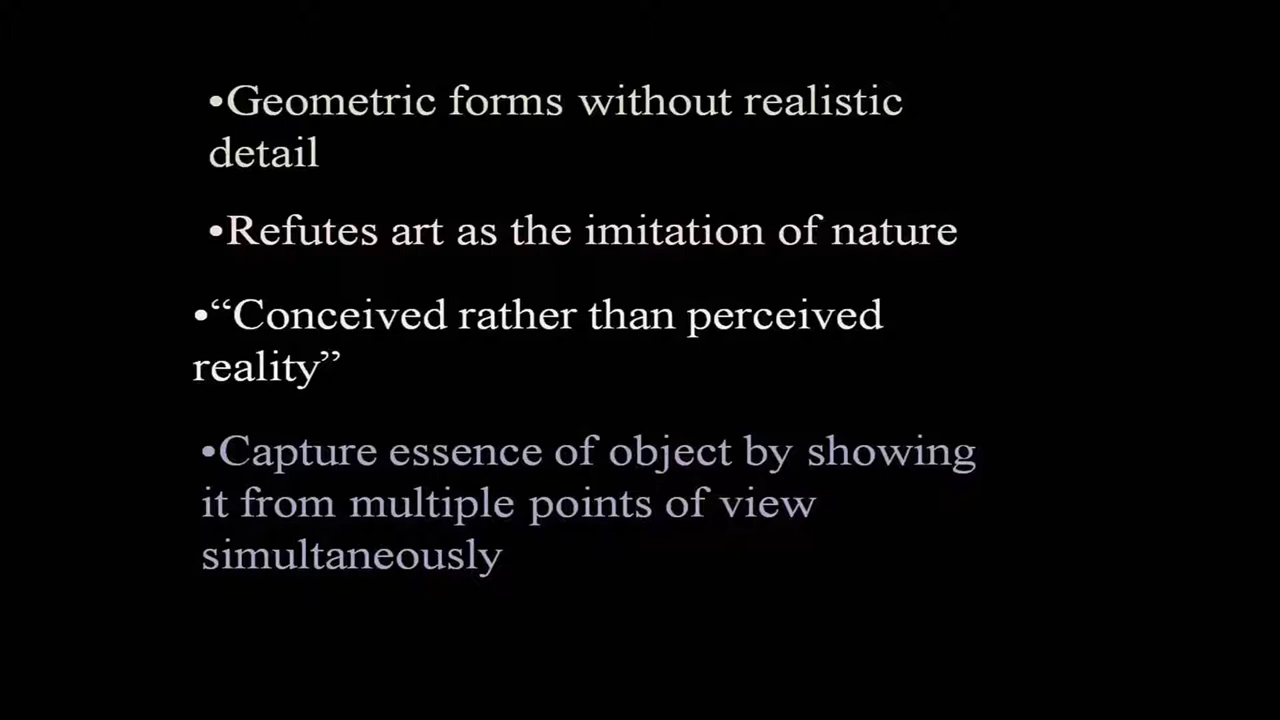 •Geometric forms without realistic
detail
•Refutes art as the imitation of nature
•“Conceived rather than perceived
reality”
•Capture essence of object by showing
it from multiple points of view
simultaneously